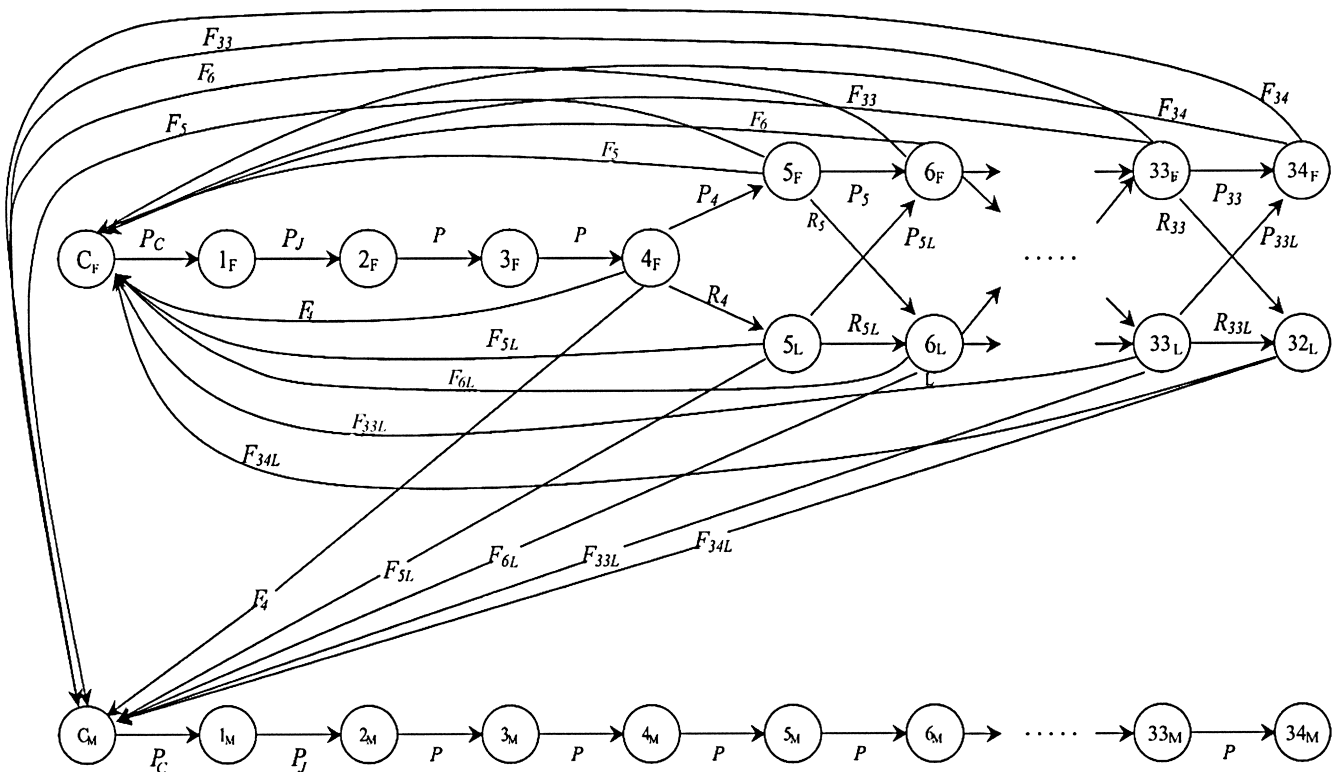 F33
F6
F5
F33
F34
F34
F6
F5
5F
P5
6F
33F
P33
34F
P4
R5
P5L
R33
P33L
CF
PC
1F
PJ
2F
P
3F
P
4F
.....
F4
R4
F5L
5L
R5L
6L
L
33L
R33L
32L
F6L
F33L
F34L
F4
F5L
F6L
F33L
F34L
CM
PC
1M
PJ
2M
P
3M
P
4M
P
5M
P
6M
.....
33M
P
34M